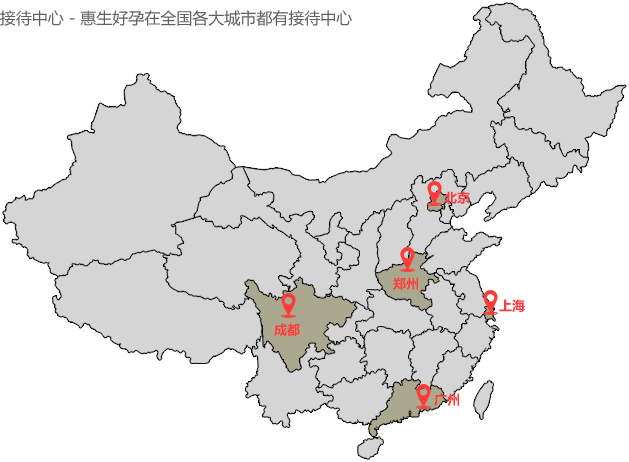 接待中心 - 惠生好孕在全国各大城市都有接待中心
北京
郑州
上海
成都
广州